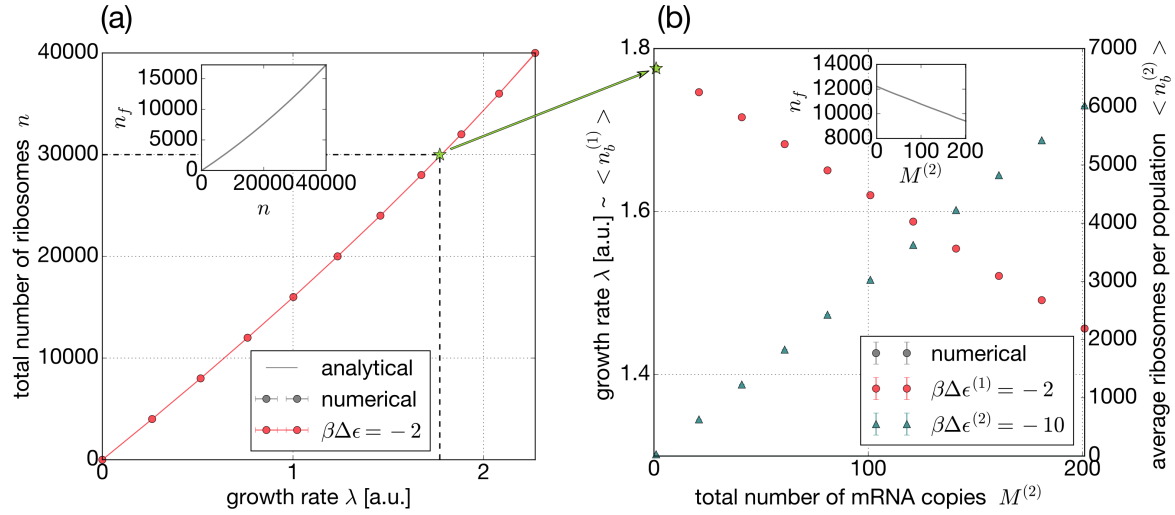 (a)
40000
30000
20000
10000
0
total number of ribosomes n
0
1
2
growth rate λ [a.u.]
15000
10000
5000
0
n_f
0
20000
40000
n
analytical
numerical
βΔϵ = −2
(b)
1.8
1.6
1.4
growth rate λ [a.u.] ~ < n_b^(1) >
0
100
200
total number of mRNA copies M^(2)
7000
6000
5000
4000
3000
2000
1000
0
average ribosomes per population < n_b^(2) >
14000
12000
10000
8000
n_f
0
100
200
M^(2)
numerical
βΔϵ^(1) = −2
βΔϵ^(2) = −10